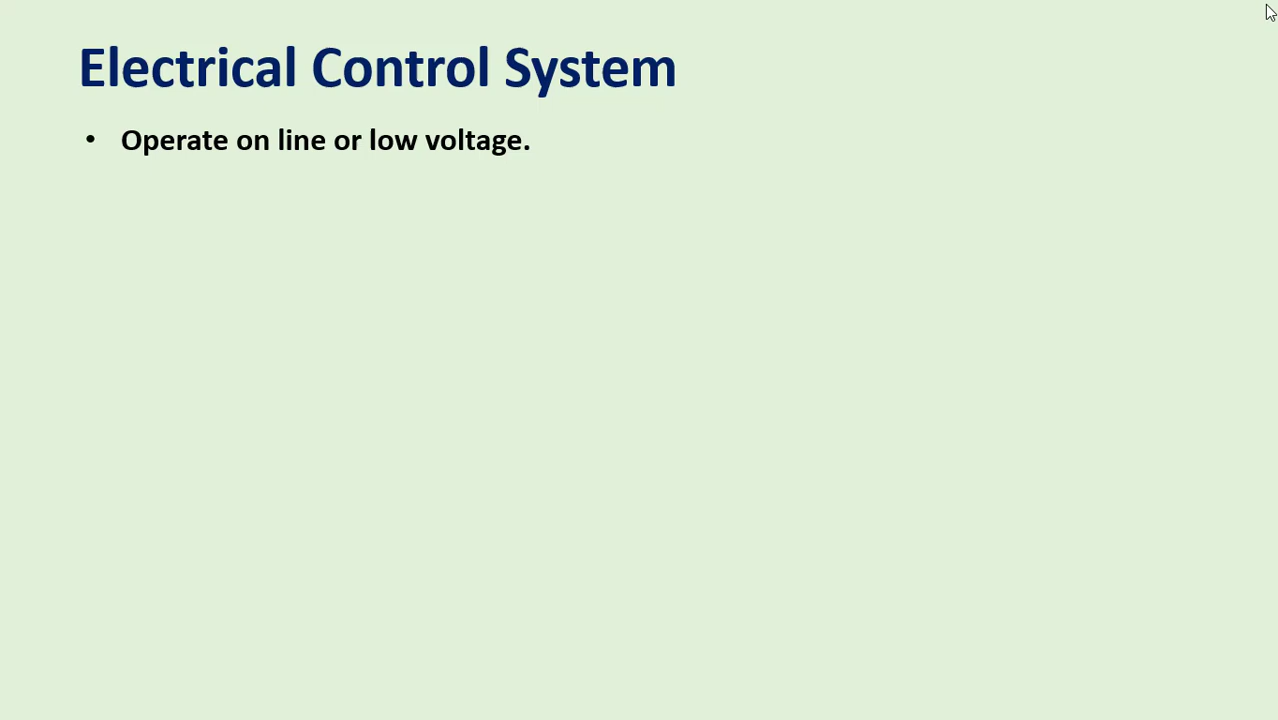 Electrical Control System
• Operate on line or low voltage.